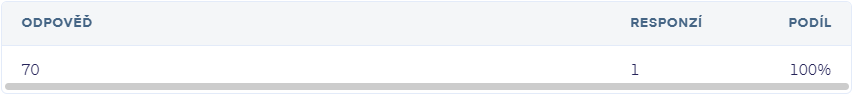 ODPOVĚĎ RESPONZÍ PODÍL
70 1 100%